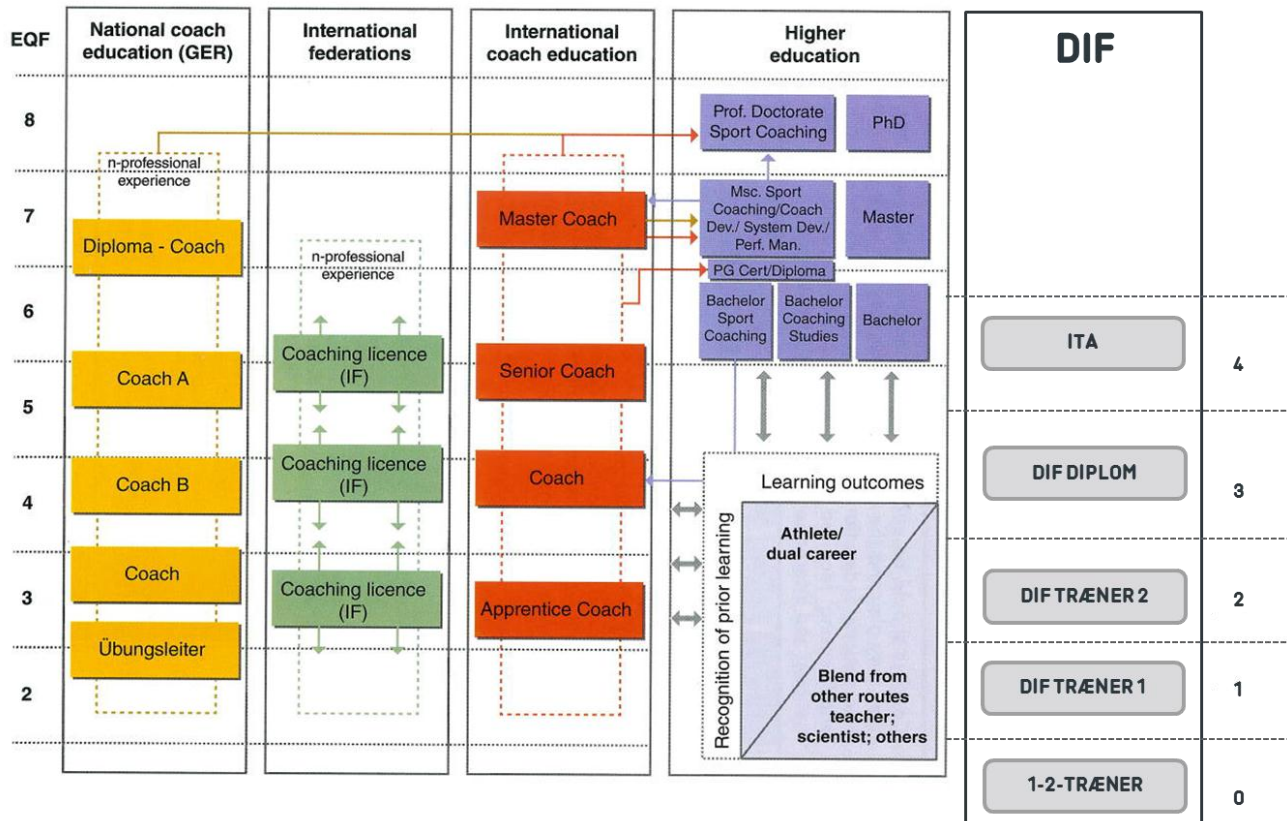 EQF
National coach
education (GER)
International
federations
International
coach education
Higher
education
DIF
8
7
6
5
4
3
2
n-professional
experience
Diploma - Coach
Coach A
Coach B
Coach
Übungsleiter
n-professional
experience
Coaching licence
(IF)
Coaching licence
(IF)
Coaching licence
(IF)
Master Coach
Senior Coach
Coach
Apprentice Coach
Prof. Doctorate
Sport Coaching
PhD
Msc. Sport
Coaching/Coach
Dev./ System Dev./
Perf. Man.
Master
PG Cert/Diploma
Bachelor
Sport
Coaching
Bachelor
Coaching
Studies
Bachelor
Learning outcomes
Recognition of prior learning
Athlete/
dual career
Blend from
other routes
teacher;
scientist; others
ITA
4
DIF DIPLOM
3
DIF TRÆNER 2
2
DIF TRÆNER 1
1
1-2-TRÆNER
0